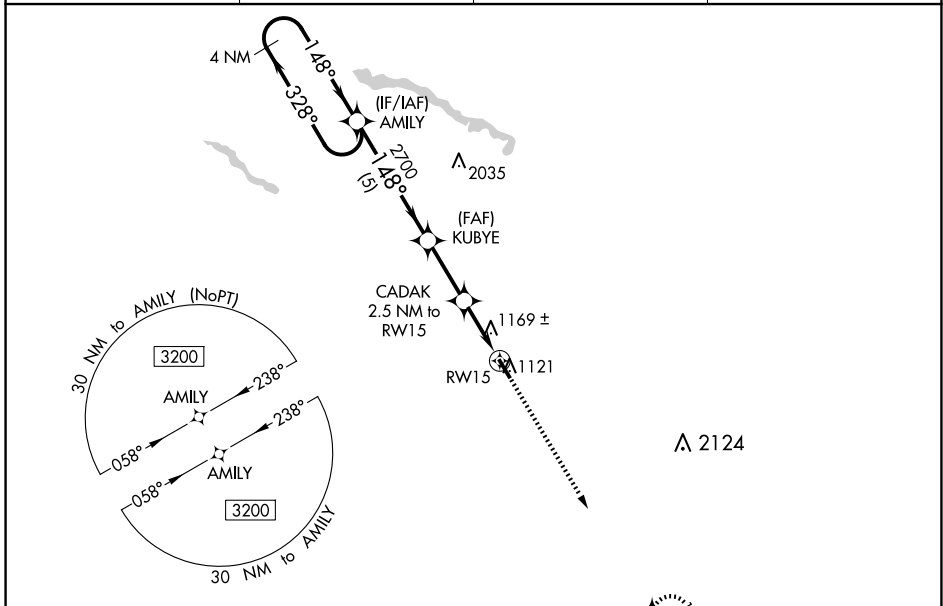 4 NM
148°
328°
(IF/IAF)
AMILY
2700
148°
(5)
2035
(FAF)
KUBYE
CADAK
2.5 NM to
RW15
1169 ±
RW15
1121
2124
30 NM to AMILY (NoPT)
3200
238°
AMILY
058°
238°
AMILY
058°
3200
30 NM to AMILY